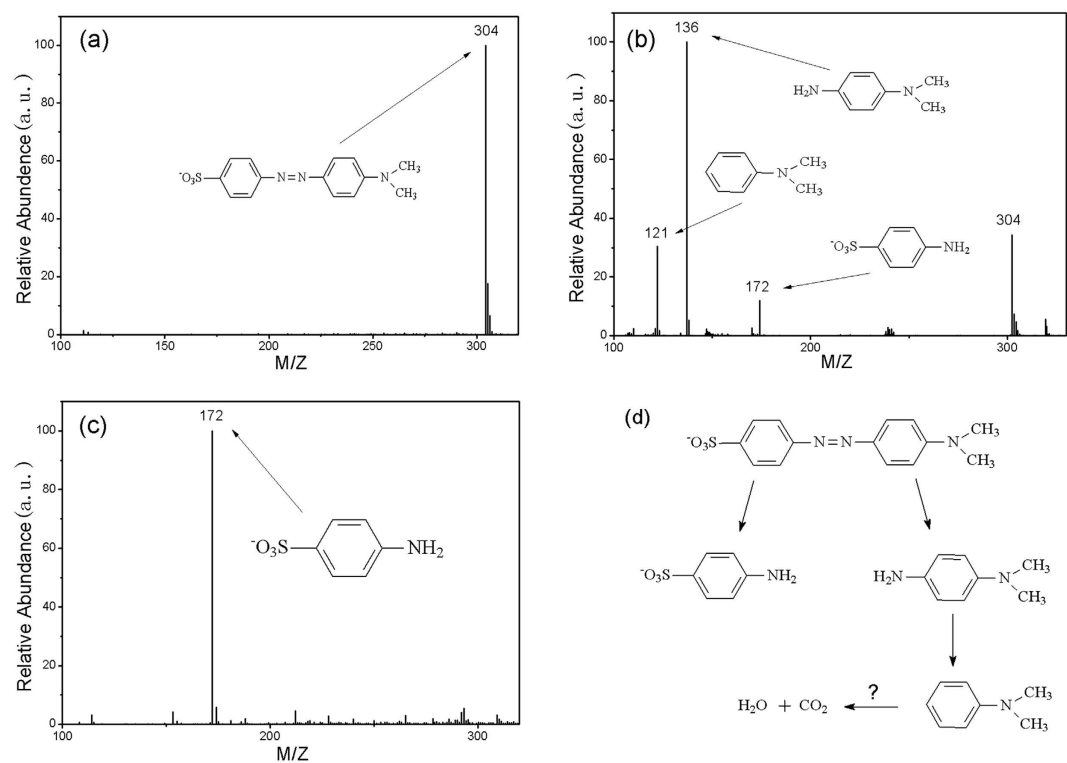 (a)
304
Relative Abundence (a. u. )
100
80
60
40
20
0
⁻O₃S
N=N
N
CH₃
CH₃
100
150
200
250
300
M/Z
(b)
136
Relative Abundance (a. u. )
100
80
60
40
20
0
H₂N
N
CH₃
CH₃
N
CH₃
CH₃
121
⁻O₃S
NH₂
172
304
100
200
300
M/Z
(c)
172
Relative Abundance (a. u. )
100
80
60
40
20
0
⁻O₃S
NH₂
100
200
300
M/Z
(d)
⁻O₃S
N=N
N
CH₃
CH₃
⁻O₃S
NH₂
H₂N
N
CH₃
CH₃
H₂O + CO₂
?
N
CH₃
CH₃